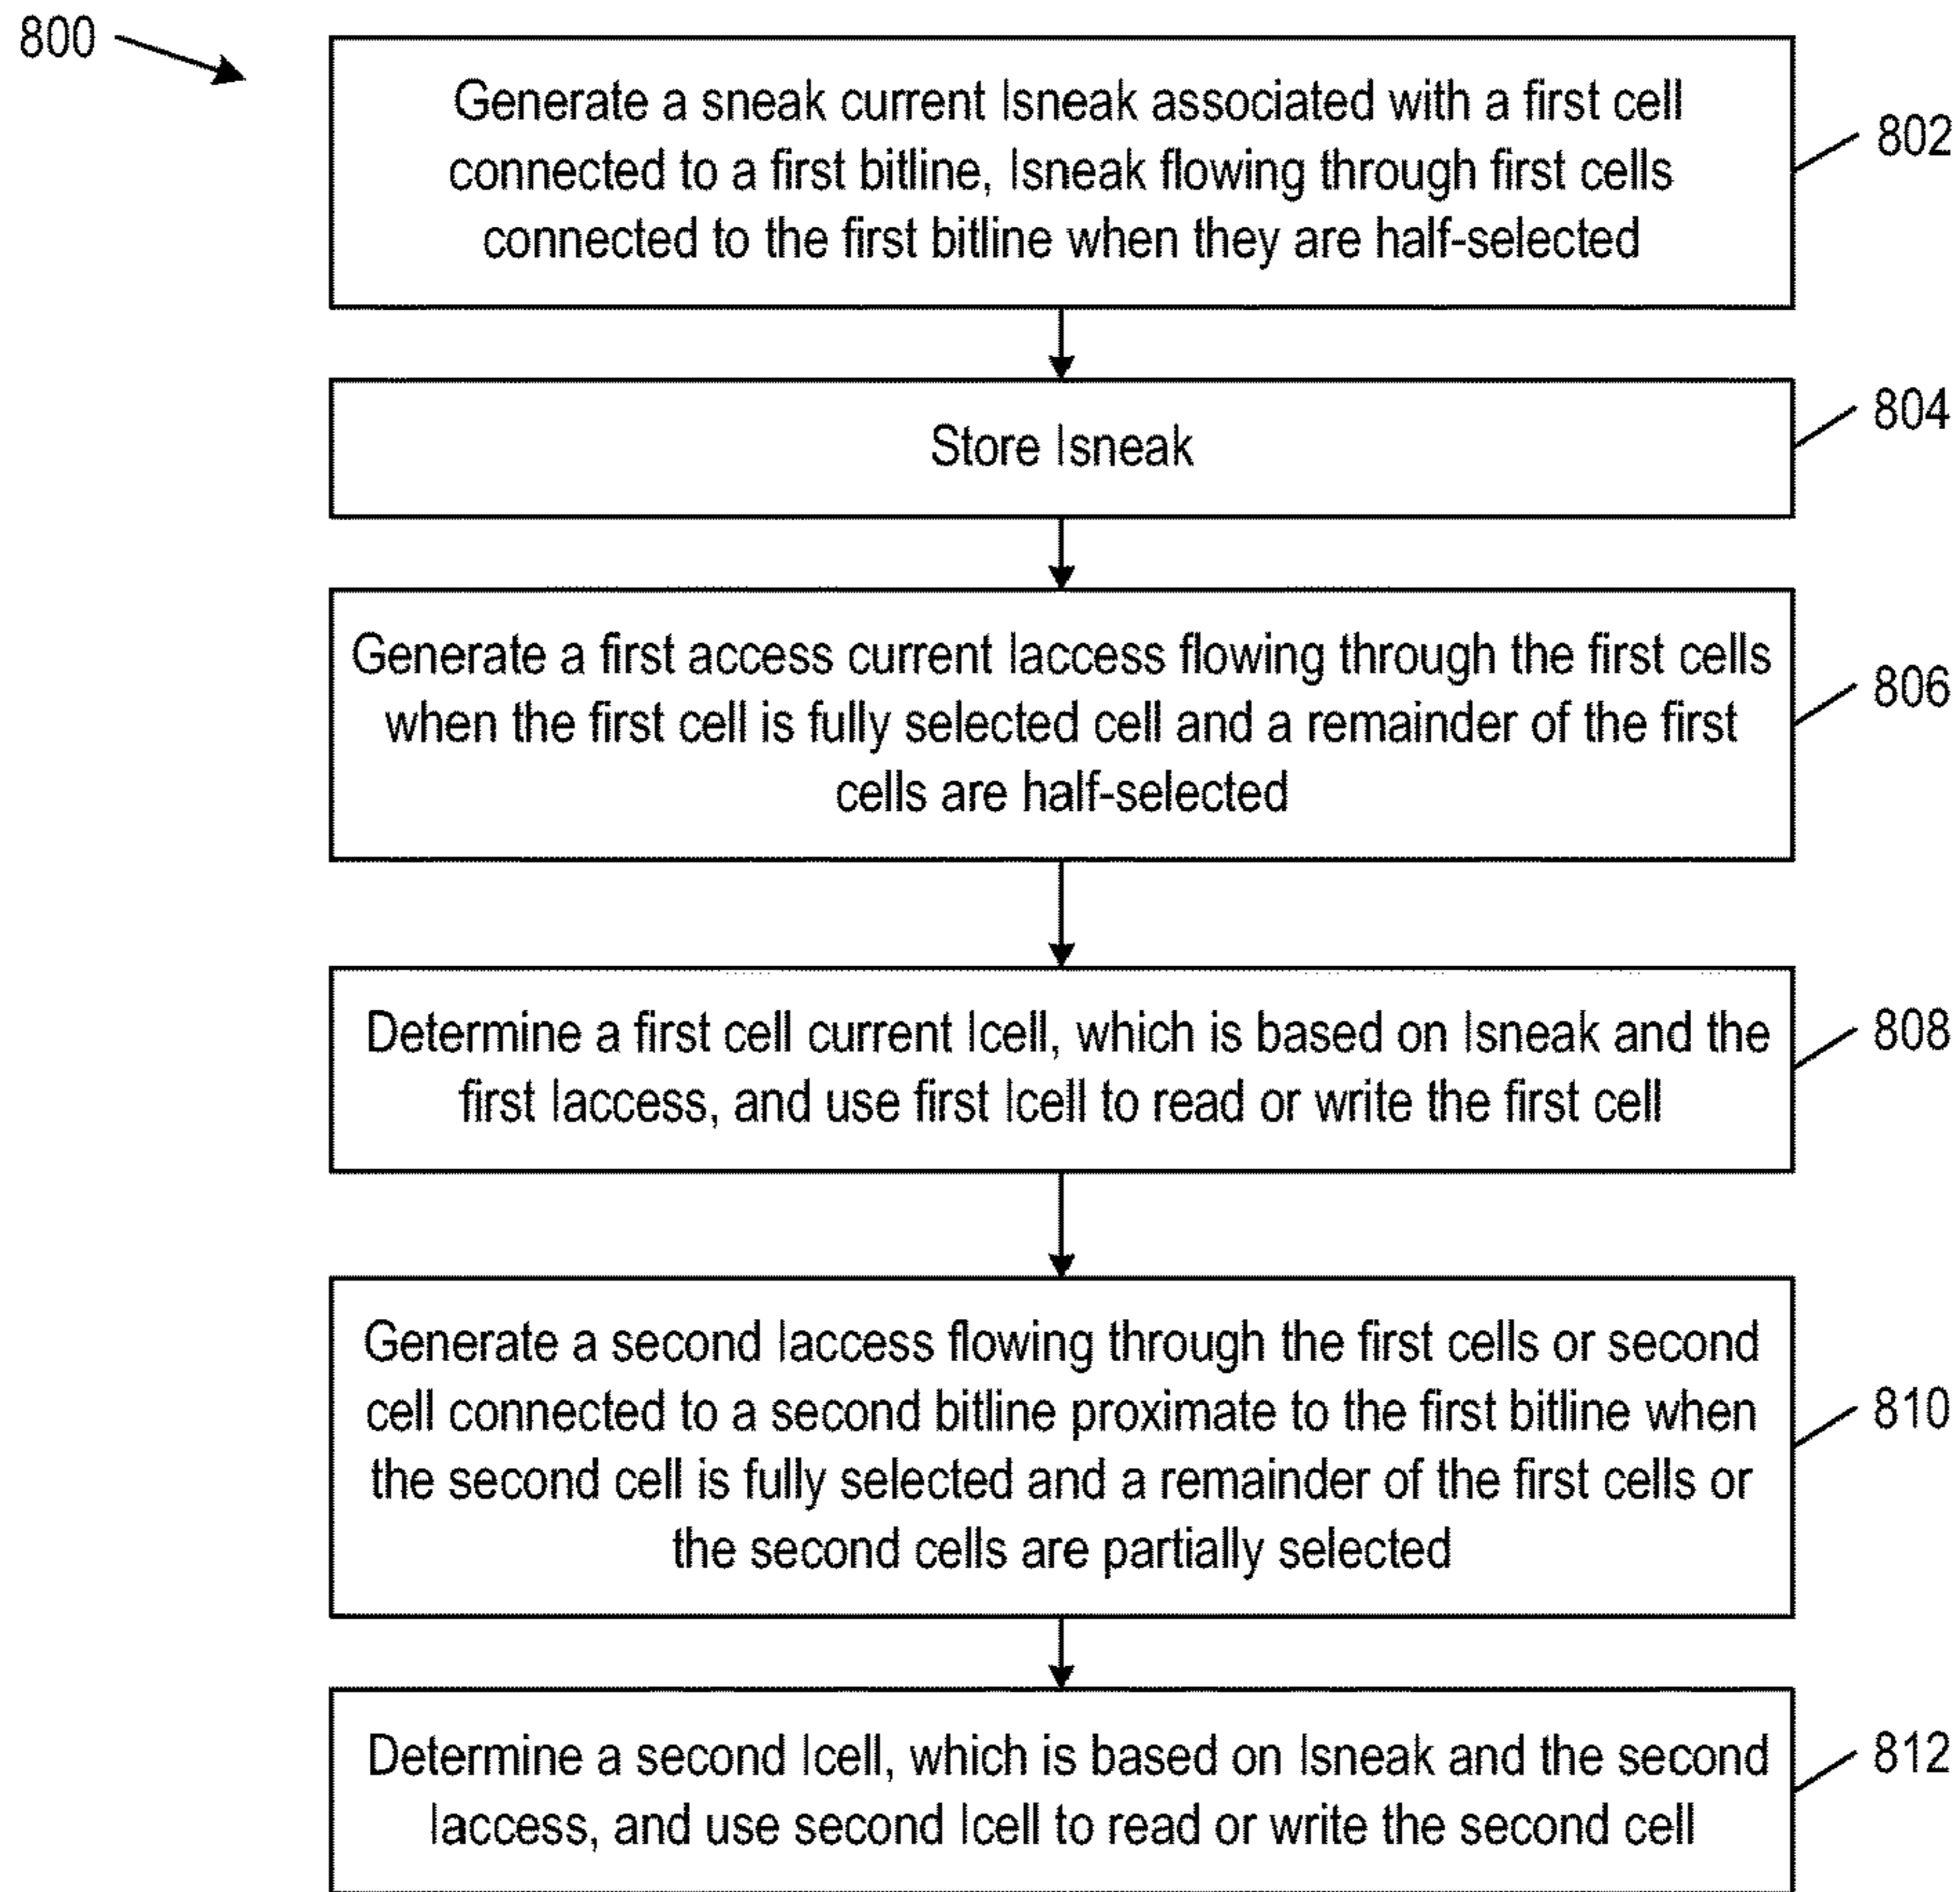 800
Generate a sneak current Isneak associated with a first cell
connected to a first bitline, Isneak flowing through first cells
connected to the first bitline when they are half-selected
802
Store Isneak
804
Generate a first access current Iaccess flowing through the first cells
when the first cell is fully selected cell and a remainder of the first
cells are half-selected
806
Determine a first cell current Icell, which is based on Isneak and the
first Iaccess, and use first Icell to read or write the first cell
808
Generate a second Iaccess flowing through the first cells or second
cell connected to a second bitline proximate to the first bitline when
the second cell is fully selected and a remainder of the first cells or
the second cells are partially selected
810
Determine a second Icell, which is based on Isneak and the second
Iaccess, and use second Icell to read or write the second cell
812